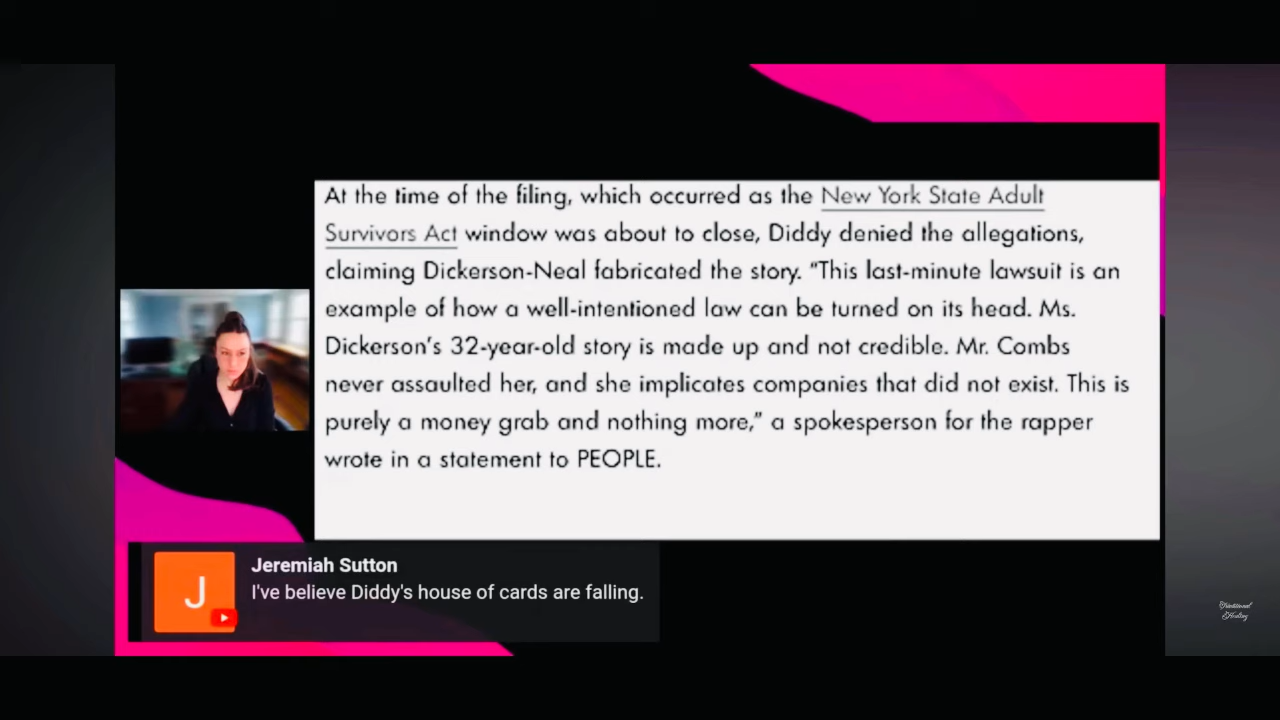 At the time of the filing, which occurred as the New York State Adult
Survivors Act window was about to close, Diddy denied the allegations,
claiming Dickerson-Neal fabricated the story. “This last-minute lawsuit is an
example of how a well-intentioned law can be turned on its head. Ms.
Dickerson’s 32-year-old story is made up and not credible. Mr. Combs
never assaulted her, and she implicates companies that did not exist. This is
purely a money grab and nothing more,” a spokesperson for the rapper
wrote in a statement to PEOPLE.
J
Jeremiah Sutton
I've believe Diddy's house of cards are falling.